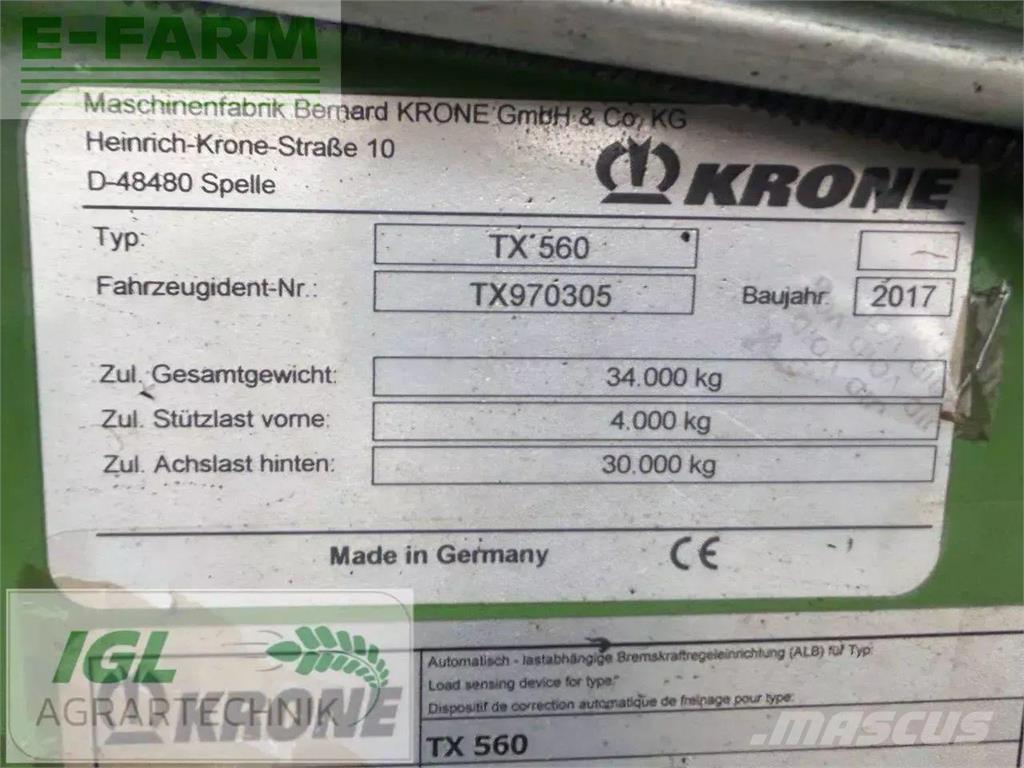 E-FARM
Maschinenfabrik Bernard KRONE GmbH & Co. KG
Heinrich-Krone-Straße 10
D-48480 Spelle
KRONE
Typ: TX 560
Fahrzeugident-Nr.: TX970305 Baujahr: 2017
Zul. Gesamtgewicht: 34.000 kg
Zul. Stützlast vorne: 4.000 kg
Zul. Achslast hinten: 30.000 kg
Made in Germany CE
IGL
AGRARTECHNIK
KRONE
Automatisch - lastabhängige Bremskraftregeleinrichtung (ALB) für Typ:
Load sensing device for type:
Dispositif de correction automatique de freinage pour type:
TX 560
MASCUS